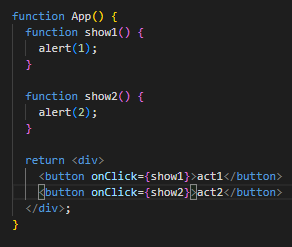 function App() {
  function show1() {
    alert(1);
  }

  function show2() {
    alert(2);
  }

  return <div>
    <button onClick={show1}>act1</button>
    <button onClick={show2}>act2</button>
  </div>;
}